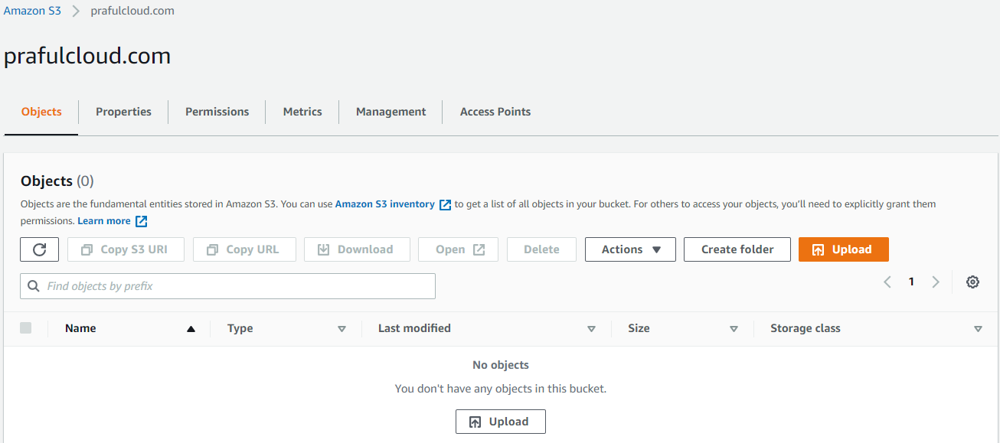 Amazon S3 > prafulcloud.com
prafulcloud.com
Objects Properties Permissions Metrics Management Access Points
Objects (0)
Objects are the fundamental entities stored in Amazon S3. You can use Amazon S3 inventory to get a list of all objects in your bucket. For others to access your objects, you’ll need to explicitly grant them
permissions. Learn more
Copy S3 URI Copy URL Download Open Delete Actions Create folder Upload
Find objects by prefix 1
Name Type Last modified Size Storage class
No objects
You don't have any objects in this bucket.
Upload